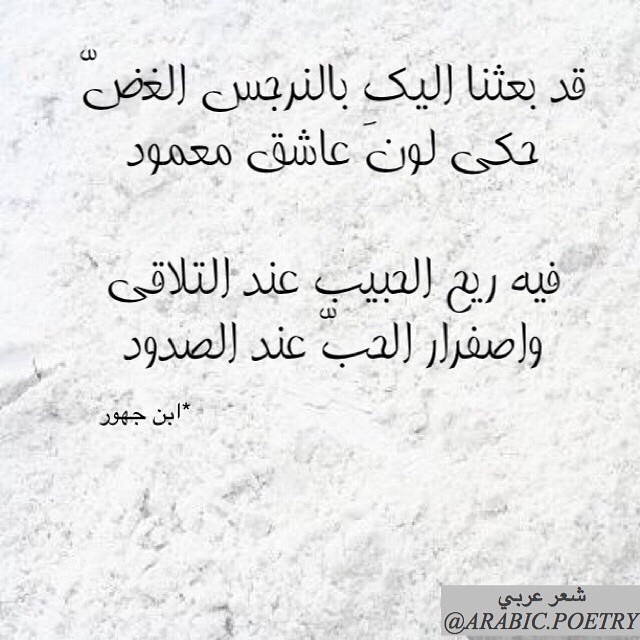 قد بعثنا اليکِ بالنرجس الغضّ
حكى لونَ عاشق معمود
فيه ريح الحبيب عند التلاقى
واصفرار الحبّ عند الصدود
*ابن جهور
شعر عربي
@ARABIC.POETRY